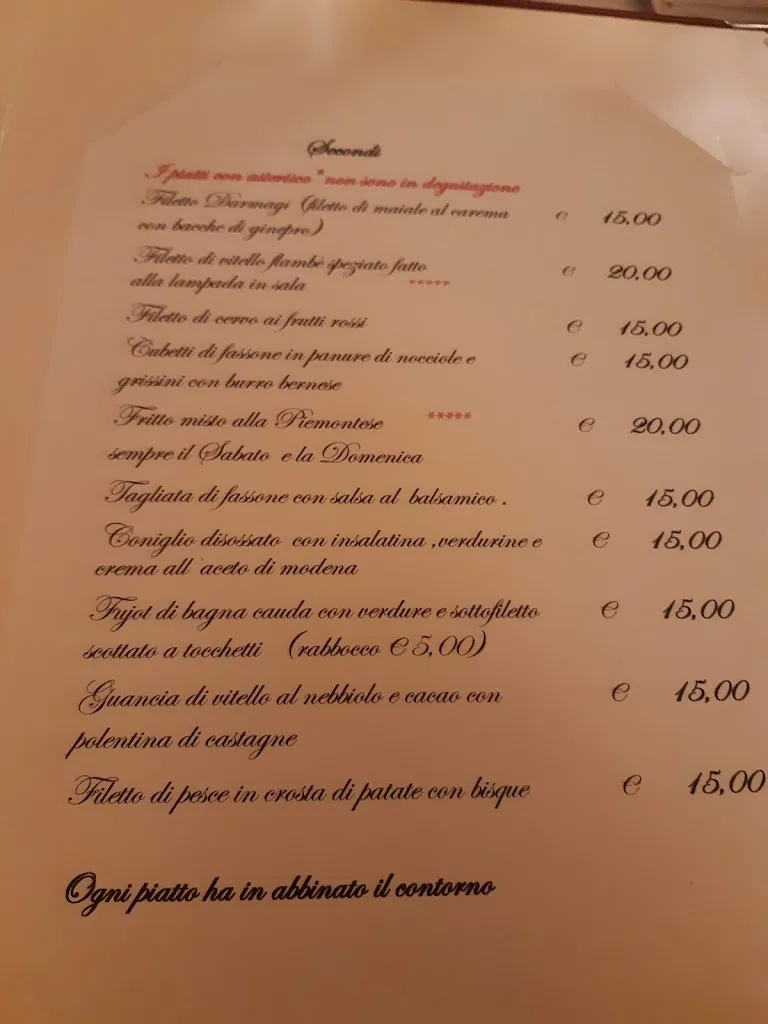 Secondi
I piatti con asterisco * non sono in degustazione
Filetto Darmagi (filetto di maiale al carema € 15,00
con bacche di ginepro)
Filetto di vitello flambè speziato fatto € 20,00
alla lampada in sala *****
Filetto di cervo ai frutti rossi € 15,00
Cubetti di fassone in panure di nocciole e € 15,00
grissini con burro bernese
Fritto misto alla Piemontese ***** € 20,00
sempre il Sabato e la Domenica
Tagliata di fassone con salsa al balsamico . € 15,00
Coniglio disossato con insalatina ,verdurine e € 15,00
crema all 'aceto di modena
Fujot di bagna cauda con verdure e sottofiletto € 15,00
scottato a tocchetti (rabbocco € 5,00)
Guancia di vitello al nebbiolo e cacao con € 15,00
polentina di castagne
Filetto di pesce in crosta di patate con bisque € 15,00
Ogni piatto ha in abbinato il contorno